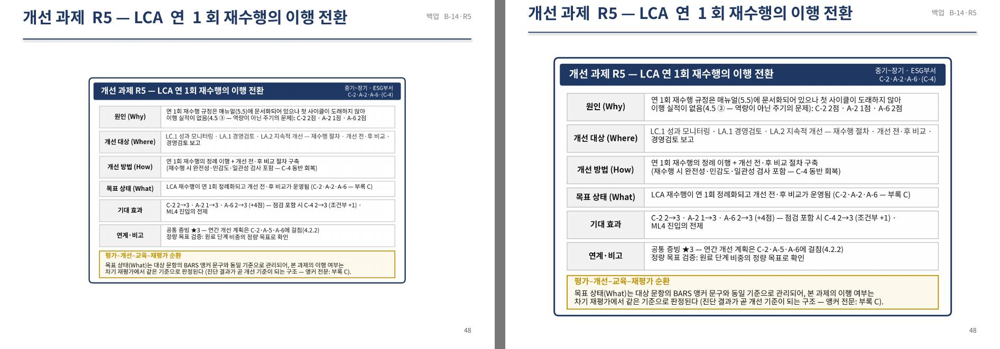 개선 과제 R5 — LCA 연 1 회 재수행의 이행 전환
백업 B-14·R5
개선 과제 R5 — LCA 연 1회 재수행의 이행 전환
중기~장기 · ESG부서
C-2·A-2·A-6·(C-4)
원인 (Why)
연 1회 재수행 규정은 매뉴얼(5.5)에 문서화되어 있으나 첫 사이클이 도래하지 않아
이행 실적이 없음(4.5 ③ — 역량이 아닌 주기의 문제): C-2 2점 · A-2 1점 · A-6 2점
개선 대상 (Where)
LC.1 성과 모니터링 · LA.1 경영검토 · LA.2 지속적 개선 — 재수행 절차 · 개선 전·후 비교 ·
경영검토 보고
개선 방법 (How)
연 1회 재수행의 정례 이행 + 개선 전·후 비교 절차 구축
(재수행 시 완전성·민감도·일관성 검사 포함 — C-4 동반 회복)
목표 상태 (What)
LCA 재수행이 연 1회 정례화되고 개선 전·후 비교가 운영됨 (C-2·A-2·A-6 — 부록 C)
기대 효과
C-2 2→3 · A-2 1→3 · A-6 2→3 (+4점) — 점검 포함 시 C-4 2→3 (조건부 +1) ·
ML4 진입의 전제
연계·비고
공통 증빙 ★3 — 연간 개선 계획은 C-2·A-5·A-6에 걸침(4.2.2)
정량 목표 검증: 원료 단계 비중의 정량 목표로 확인
평가–개선–교육–재평가 순환
목표 상태(What)는 대상 문항의 BARS 앵커 문구와 동일 기준으로 관리되어, 본 과제의 이행 여부는
차기 재평가에서 같은 기준으로 판정된다 (진단 결과가 곧 개선 기준이 되는 구조 — 앵커 전문: 부록 C).
48
개선 과제 R5 — LCA 연 1 회 재수행의 이행 전환
백업 B-14·R5
개선 과제 R5 — LCA 연 1회 재수행의 이행 전환
중기~장기 · ESG부서
C-2·A-2·A-6·(C-4)
원인 (Why)
연 1회 재수행 규정은 매뉴얼(5.5)에 문서화되어 있으나 첫 사이클이 도래하지 않아
이행 실적이 없음(4.5 ③ — 역량이 아닌 주기의 문제): C-2 2점 · A-2 1점 · A-6 2점
개선 대상 (Where)
LC.1 성과 모니터링 · LA.1 경영검토 · LA.2 지속적 개선 — 재수행 절차 · 개선 전·후 비교 ·
경영검토 보고
개선 방법 (How)
연 1회 재수행의 정례 이행 + 개선 전·후 비교 절차 구축
(재수행 시 완전성·민감도·일관성 검사 포함 — C-4 동반 회복)
목표 상태 (What)
LCA 재수행이 연 1회 정례화되고 개선 전·후 비교가 운영됨 (C-2·A-2·A-6 — 부록 C)
기대 효과
C-2 2→3 · A-2 1→3 · A-6 2→3 (+4점) — 점검 포함 시 C-4 2→3 (조건부 +1) ·
ML4 진입의 전제
연계·비고
공통 증빙 ★3 — 연간 개선 계획은 C-2·A-5·A-6에 걸침(4.2.2)
정량 목표 검증: 원료 단계 비중의 정량 목표로 확인
평가–개선–교육–재평가 순환
목표 상태(What)는 대상 문항의 BARS 앵커 문구와 동일 기준으로 관리되어, 본 과제의 이행 여부는
차기 재평가에서 같은 기준으로 판정된다 (진단 결과가 곧 개선 기준이 되는 구조 — 앵커 전문: 부록 C).
48